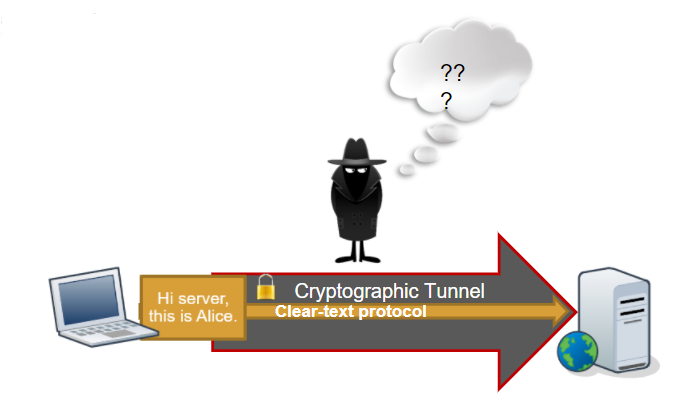 ??
?
Cryptographic Tunnel
Clear-text protocol
Hi server,
this is Alice.